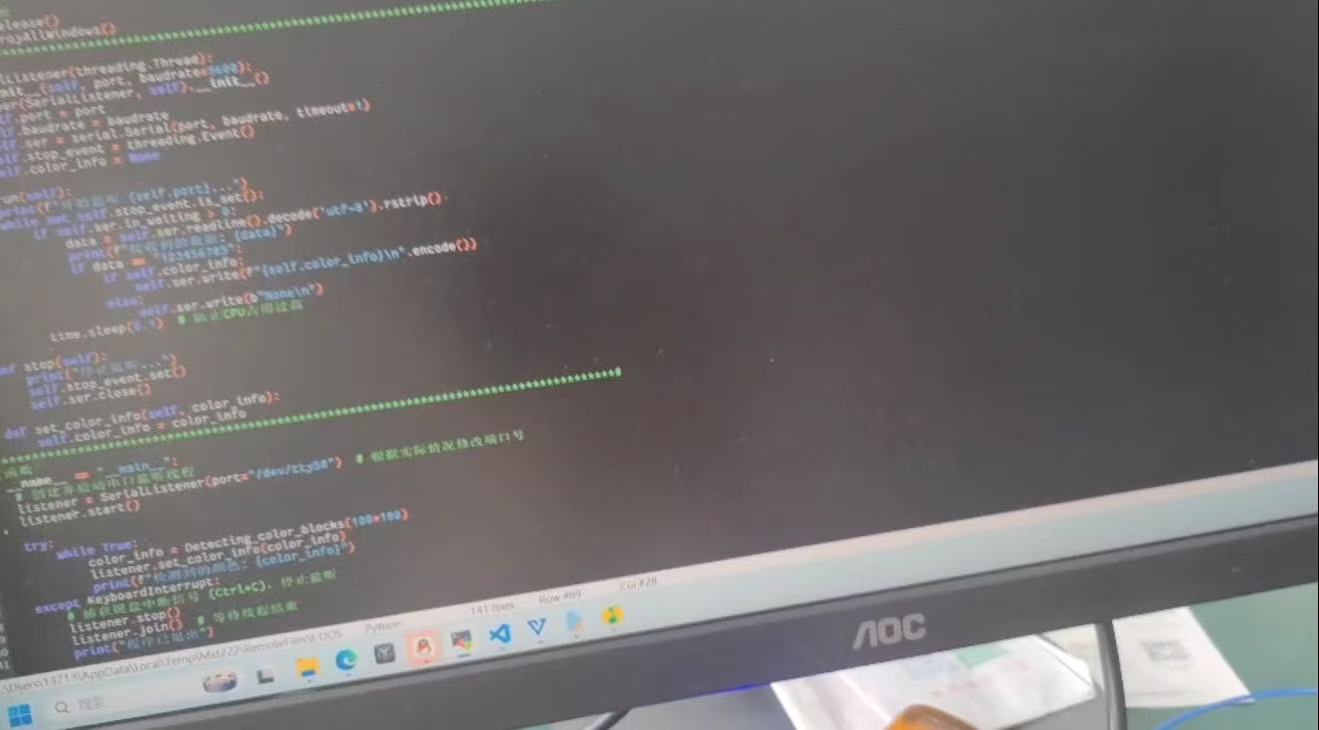 elease()
royAllWindows()
lListener(threading.Thread):
nit__(self, port, baudrate=9600):
per(SerialListener, self).__init__()
lf.port = port
lf.baudrate = baudrate
elf.ser = serial.Serial(port, baudrate, timeout=1)
elf.stop_event = threading.Event()
elf.color_info = None
run(self):
print(f"开始监听 {self.port}...")
while not self.stop_event.is_set():
if self.ser.in_waiting > 0:
data = self.ser.readline().decode('utf-8').rstrip()
print(f"接收到的数据: {data}")
if data == "123456789":
if self.color_info:
self.ser.write(f"{self.color_info}\n".encode())
else:
self.ser.write(b"None\n")
time.sleep(0.1) # 防止CPU占用过高
ef stop(self):
print("停止监听...")
self.stop_event.set()
self.ser.close()
def set_color_info(self, color_info):
self.color_info = color_info
函数
__name__ == "__main__":
# 创建并启动串口监听线程
listener = SerialListener(port="/dev/ttyS0") # 根据实际情况修改端口号
listener.start()
try:
while True:
color_info = Detecting_color_blocks(100*100)
listener.set_color_info(color_info)
print(f"检测到的颜色: {color_info}")
except KeyboardInterrupt:
# 捕获键盘中断信号 (Ctrl+C)，停止监听
listener.stop()
listener.join() # 等待线程结束
print("程序已退出")
:\Users\13713\AppData\Local\Temp\Mxt222\RemoteFiles\ DOS Python 141 lines Row #69 Col #28
搜索
AOC